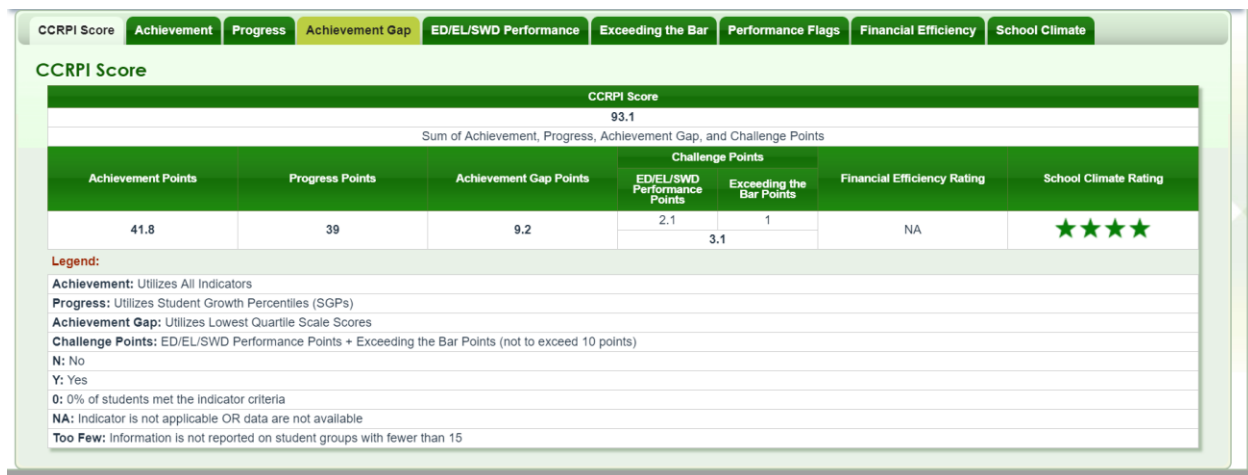 CCRPI Score Achievement Progress Achievement Gap ED/EL/SWD Performance Exceeding the Bar Performance Flags Financial Efficiency School Climate
CCRPI Score
CCRPI Score
93.1
Sum of Achievement, Progress, Achievement Gap, and Challenge Points
Achievement Points
Progress Points
Achievement Gap Points
Challenge Points
ED/EL/SWD
Performance
Points
Exceeding the
Bar Points
Financial Efficiency Rating
School Climate Rating
41.8
39
9.2
2.1
1
3.1
NA
Legend:
Achievement: Utilizes All Indicators
Progress: Utilizes Student Growth Percentiles (SGPs)
Achievement Gap: Utilizes Lowest Quartile Scale Scores
Challenge Points: ED/EL/SWD Performance Points + Exceeding the Bar Points (not to exceed 10 points)
N: No
Y: Yes
0: 0% of students met the indicator criteria
NA: Indicator is not applicable OR data are not available
Too Few: Information is not reported on student groups with fewer than 15